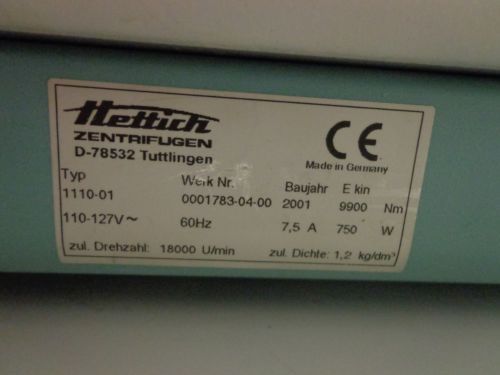 Hettich
ZENTRIFUGEN
D-78532 Tuttlingen
CE
Made in Germany
Typ Werk Nr. Baujahr E kin
1110-01 0001783-04-00 2001 9900 Nm
110-127V~ 60Hz 7,5 A 750 W
zul. Drehzahl: 18000 U/min zul. Dichte: 1,2 kg/dm³